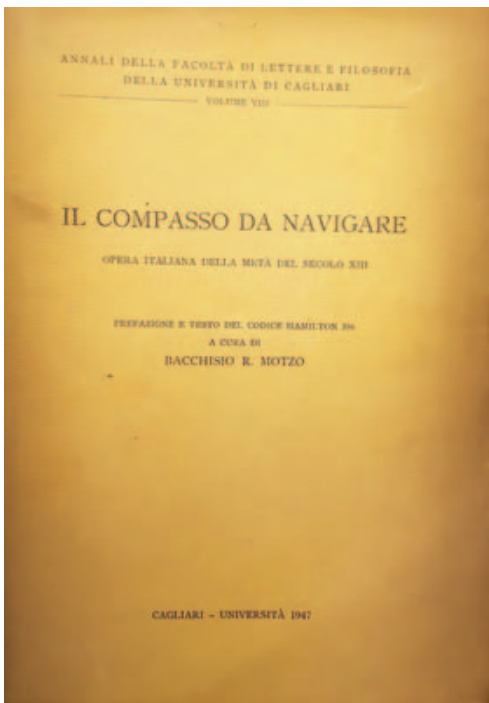 ANNALI DELLA FACOLTÀ DI LETTERE E FILOSOFIA
DELLA UNIVERSITÀ DI CAGLIARI
VOLUME VIII
IL COMPASSO DA NAVIGARE
OPERA ITALIANA DELLA METÀ DEL SECOLO XIII
PREFAZIONE E TESTO DEL CODICE HAMILTON 396
A CURA DI
BACCHISIO R. MOTZO
CAGLIARI - UNIVERSITÀ 1947